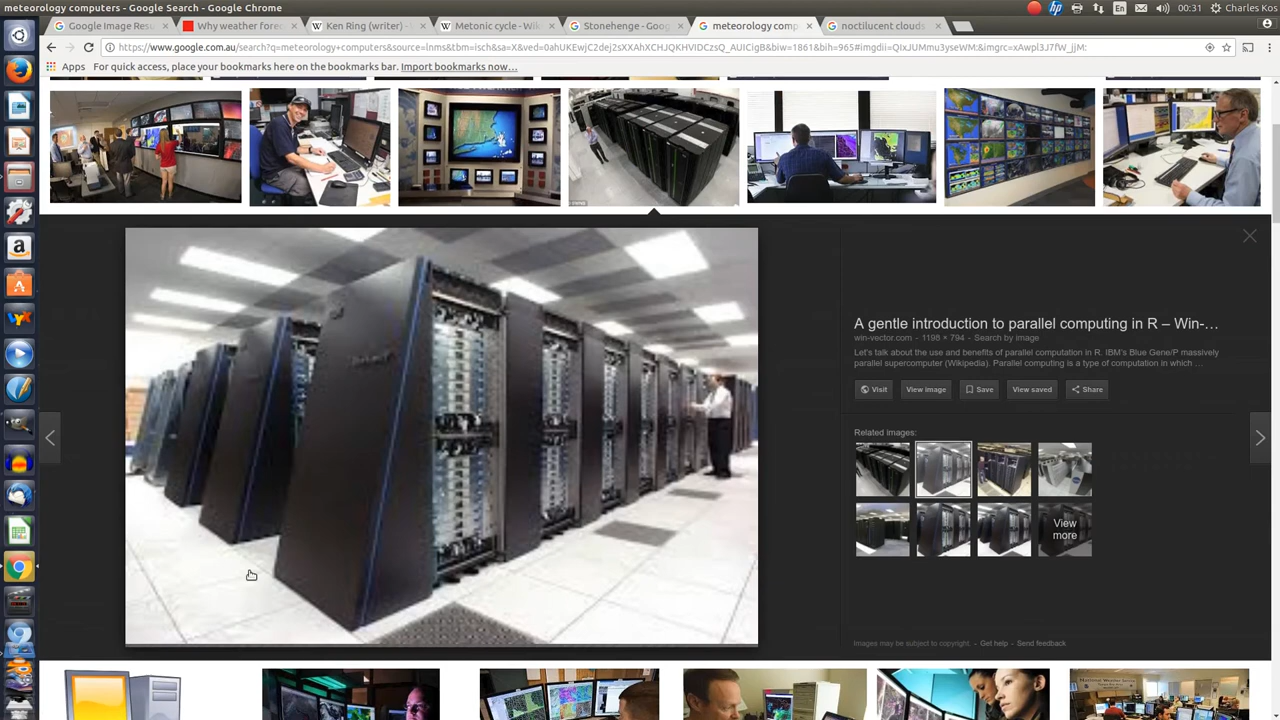 meteorology computers - Google Search - Google Chrome
En
00:31 Charles Kos
Google Image Resu
Why weather forec
Ken Ring (writer) -
Metonic cycle - Wik
Stonehenge - Goog
meteorology comp
noctilucent clouds
https://www.google.com.au/search?q=meteorology+computers&source=lnms&tbm=isch&sa=X&ved=0ahUKEwjC2dej2sXXAhXCHJQKHVIDCzsQ_AUICigB&biw=1861&bih=965#imgdii=QIxJUMmu3yseWM:&imgrc=xAwpl3J7fW_jjM:
Apps For quick access, place your bookmarks here on the bookmarks bar. Import bookmarks now...
A gentle introduction to parallel computing in R – Win-...
win-vector.com - 1198 × 794 - Search by image
Let's talk about the use and benefits of parallel computation in R. IBM's Blue Gene/P massively
parallel supercomputer (Wikipedia). Parallel computing is a type of computation in which ...
Visit View image Save View saved Share
Related images:
View
more
Images may be subject to copyright. - Get help - Send feedback